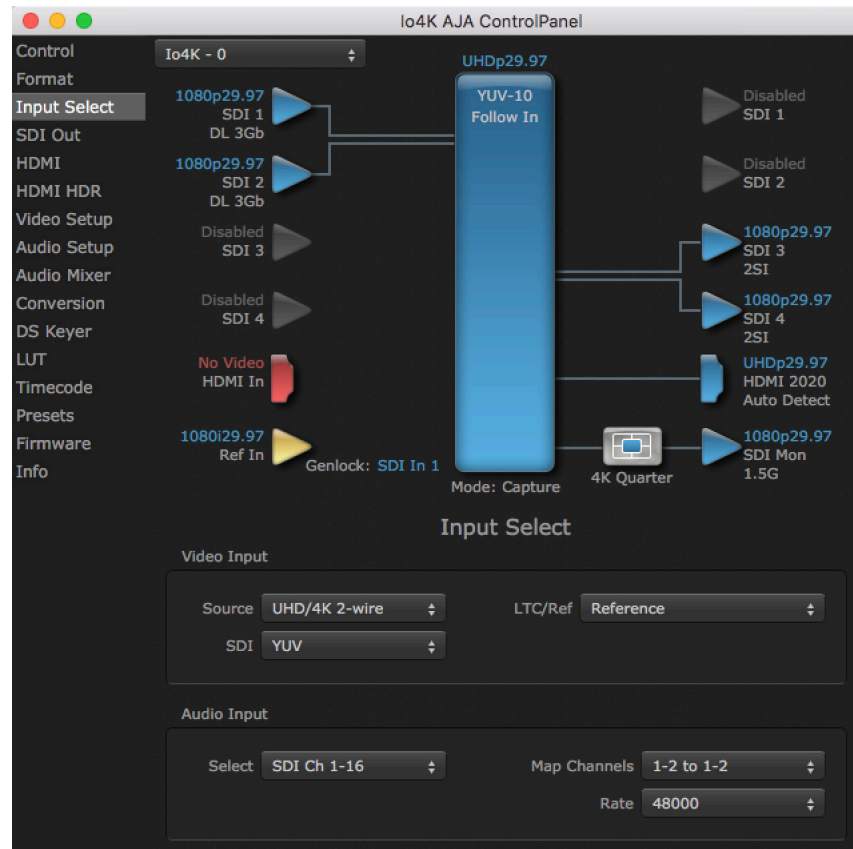 Io4K AJA ControlPanel
Control
Format
Input Select
SDI Out
HDMI
HDMI HDR
Video Setup
Audio Setup
Audio Mixer
Conversion
DS Keyer
LUT
Timecode
Presets
Firmware
Info
Io4K - 0
UHDp29.97
YUV-10
Follow In
1080p29.97
SDI 1
DL 3Gb
1080p29.97
SDI 2
DL 3Gb
Disabled
SDI 3
Disabled
SDI 4
No Video
HDMI In
1080i29.97
Ref In
Genlock: SDI In 1
Mode: Capture
Disabled
SDI 1
Disabled
SDI 2
1080p29.97
SDI 3
2SI
1080p29.97
SDI 4
2SI
UHDp29.97
HDMI 2020
Auto Detect
4K Quarter
1080p29.97
SDI Mon
1.5G
Input Select
Video Input
Source UHD/4K 2-wire LTC/Ref Reference
SDI YUV
Audio Input
Select SDI Ch 1-16 Map Channels 1-2 to 1-2
Rate 48000